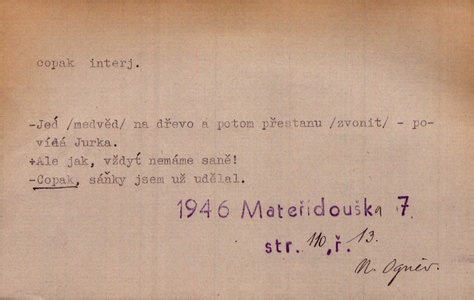 copak interj.
-Jeď /medvěd/ na dřevo a potom přestanu /zvonit/ - po-
vídá Jurka.
+Ale jak, vždyť nemáme saně!
-Copak, sáňky jsem už udělal.
1946 Mateřídouška 7
str. 110, ř. 13.
N. Ogněv.